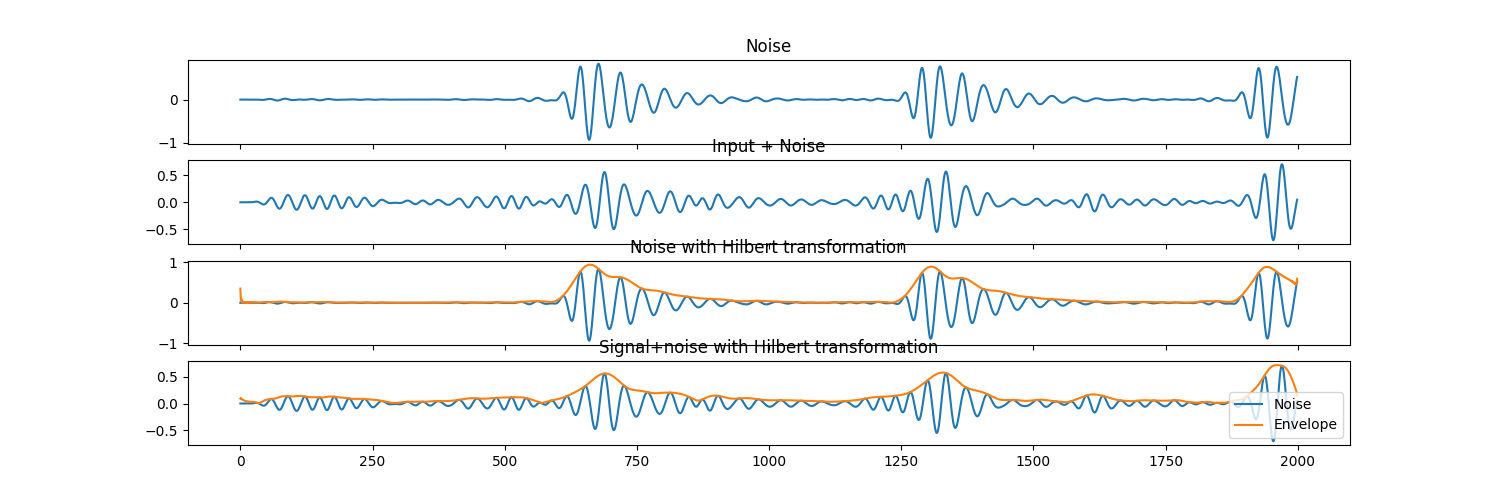 Noise
0
−1
Input + Noise
0.5
0.0
−0.5
Noise with Hilbert transformation
1
0
−1
Signal+noise with Hilbert transformation
0.5
0.0
−0.5
Noise
Envelope
0 250 500 750 1000 1250 1500 1750 2000